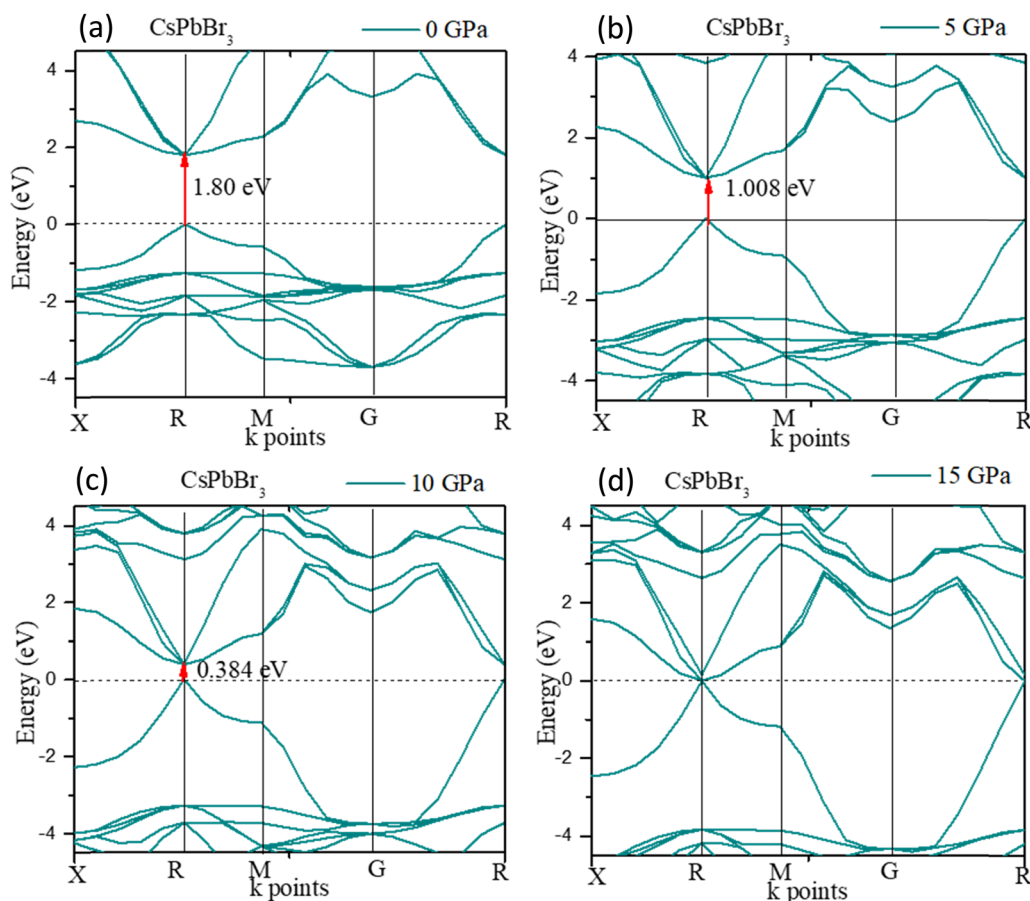 (a) CsPbBr3 0 GPa
4
2
0
-2
-4
Energy (eV)
1.80 eV
X R M G R
k points
(b) CsPbBr3 5 GPa
4
2
0
-2
-4
Energy (eV)
1.008 eV
X R M G R
k points
(c) CsPbBr3 10 GPa
4
2
0
-2
-4
Energy (eV)
0.384 eV
X R M G R
k points
(d) CsPbBr3 15 GPa
4
2
0
-2
-4
Energy (eV)
X R M G R
k points